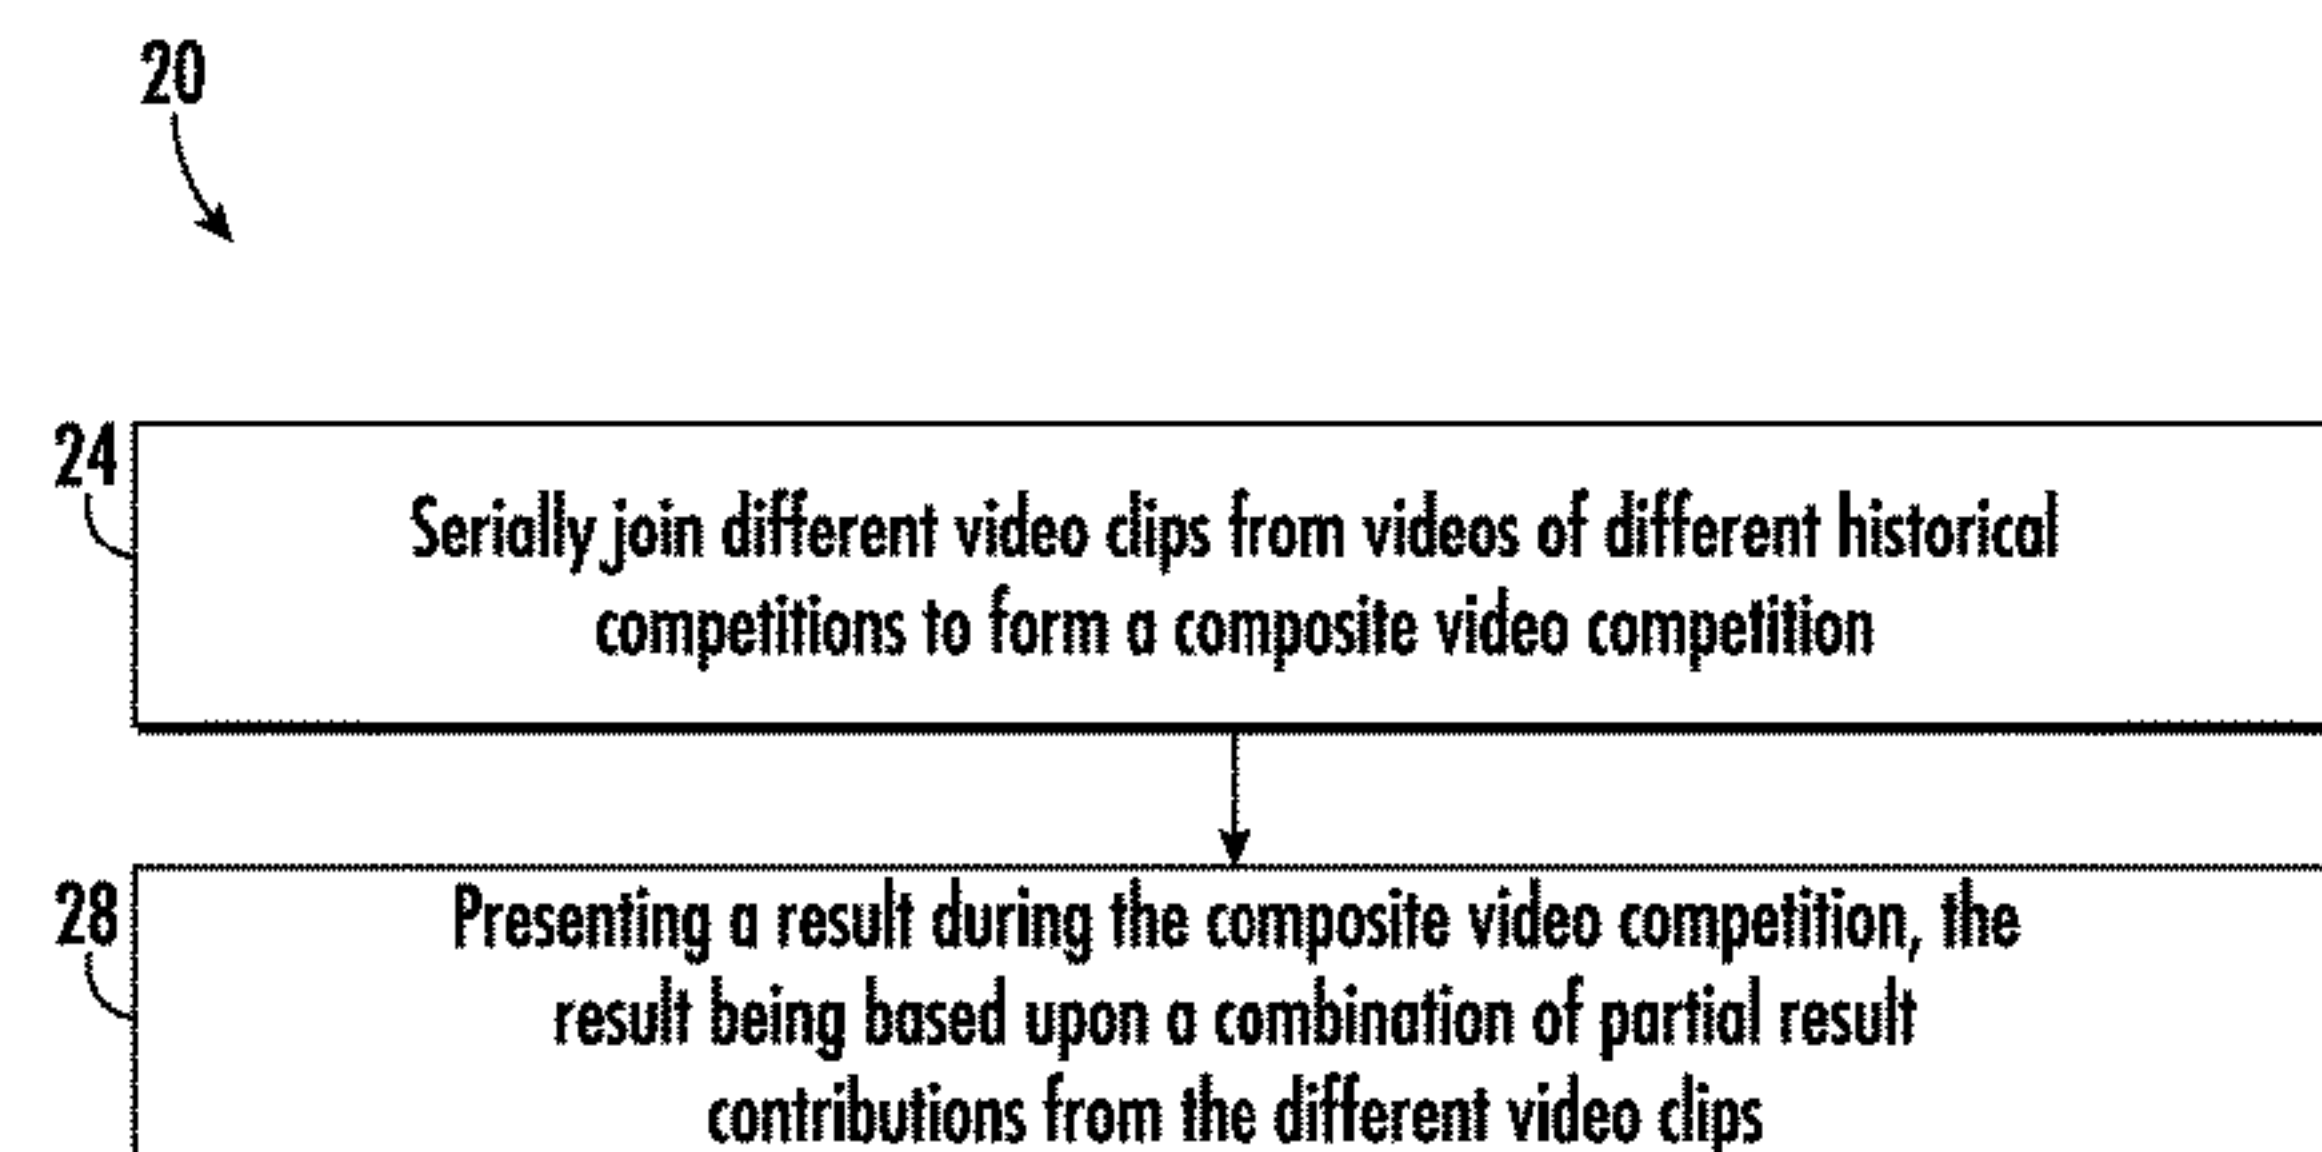 20
24
Serially join different video clips from videos of different historical
competitions to form a composite video competition
28
Presenting a result during the composite video competition, the
result being based upon a combination of partial result
contributions from the different video clips